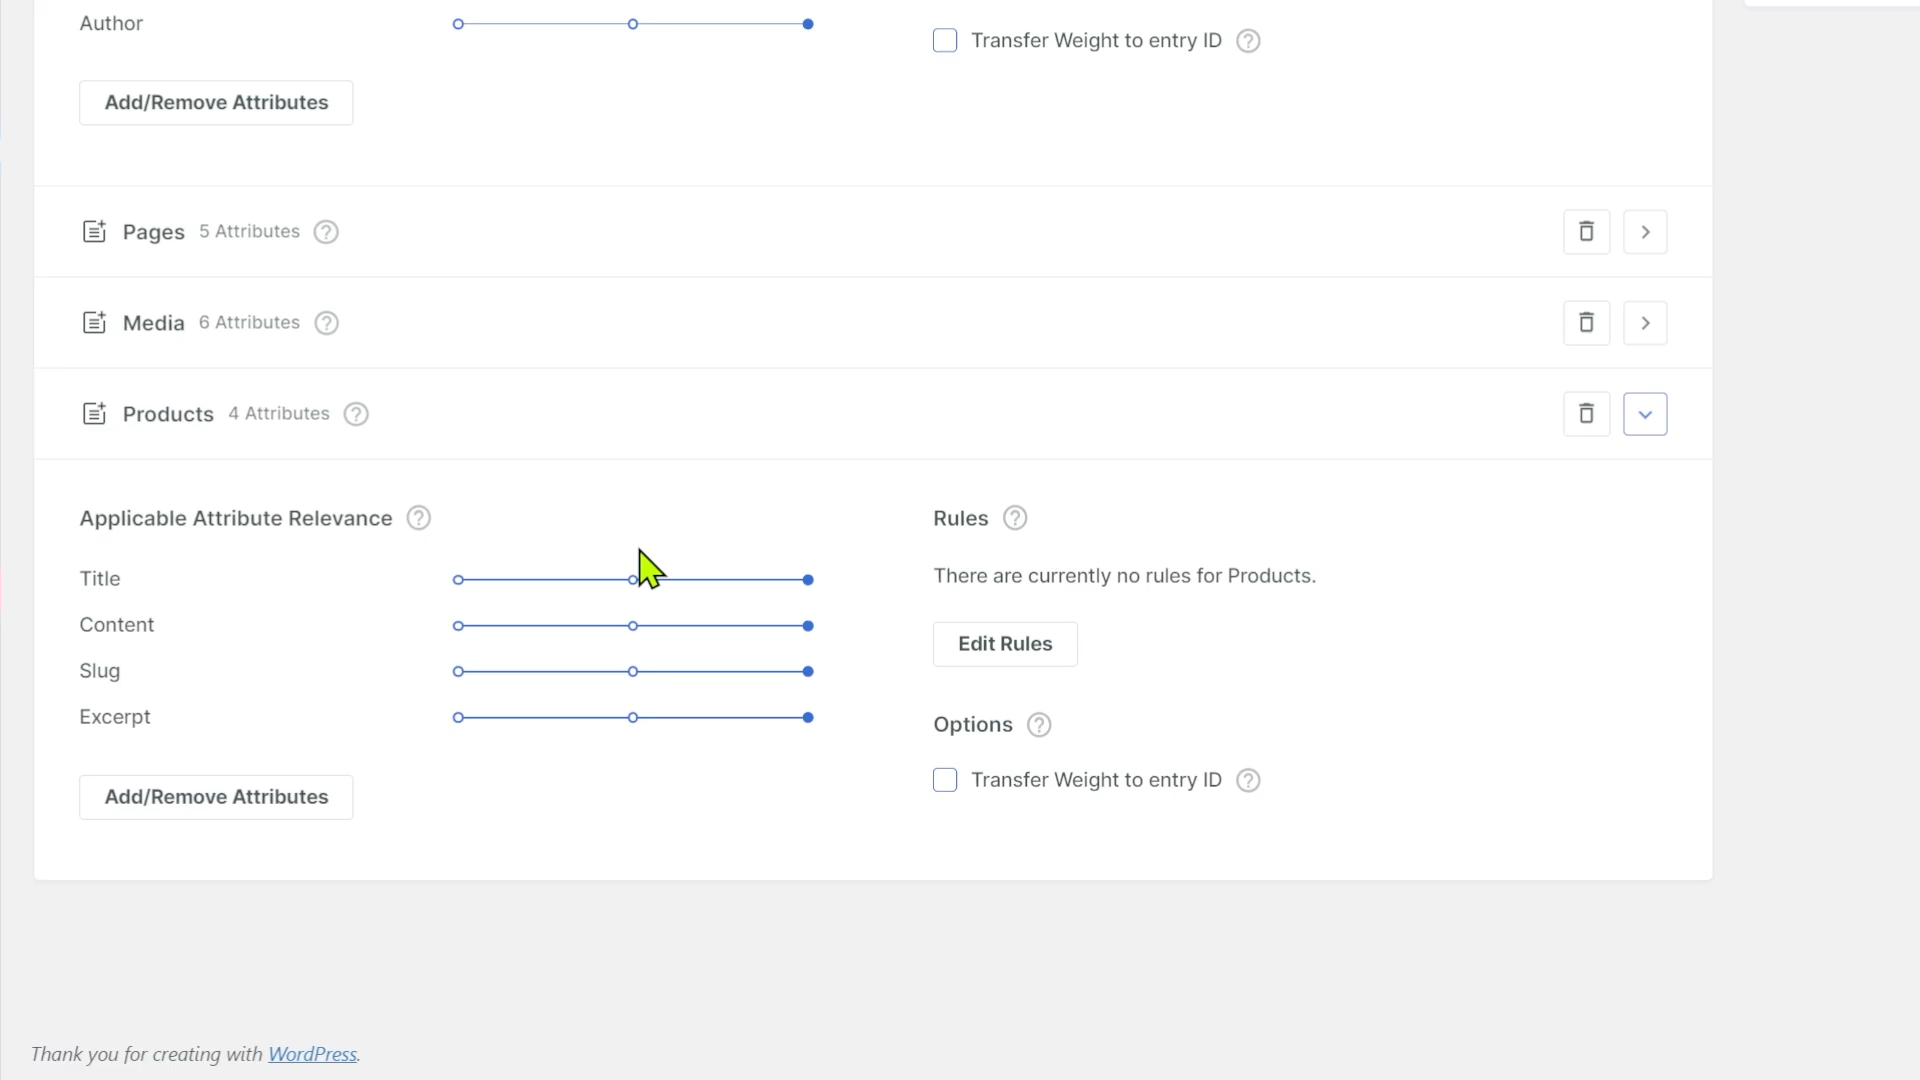 Author
Transfer Weight to entry ID
Add/Remove Attributes
Pages 5 Attributes
Media 6 Attributes
Products 4 Attributes
Applicable Attribute Relevance
Rules
Title
There are currently no rules for Products.
Content
Edit Rules
Slug
Excerpt
Options
Transfer Weight to entry ID
Add/Remove Attributes
Thank you for creating with WordPress.